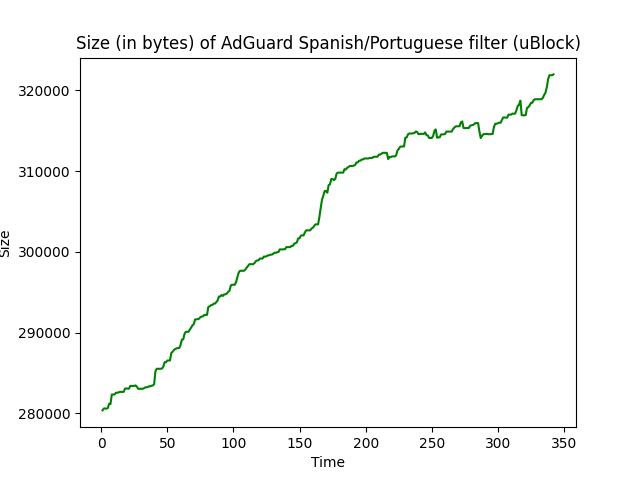 Size (in bytes) of AdGuard Spanish/Portuguese filter (uBlock)
320000
310000
300000
290000
280000
Size
0 50 100 150 200 250 300 350
Time